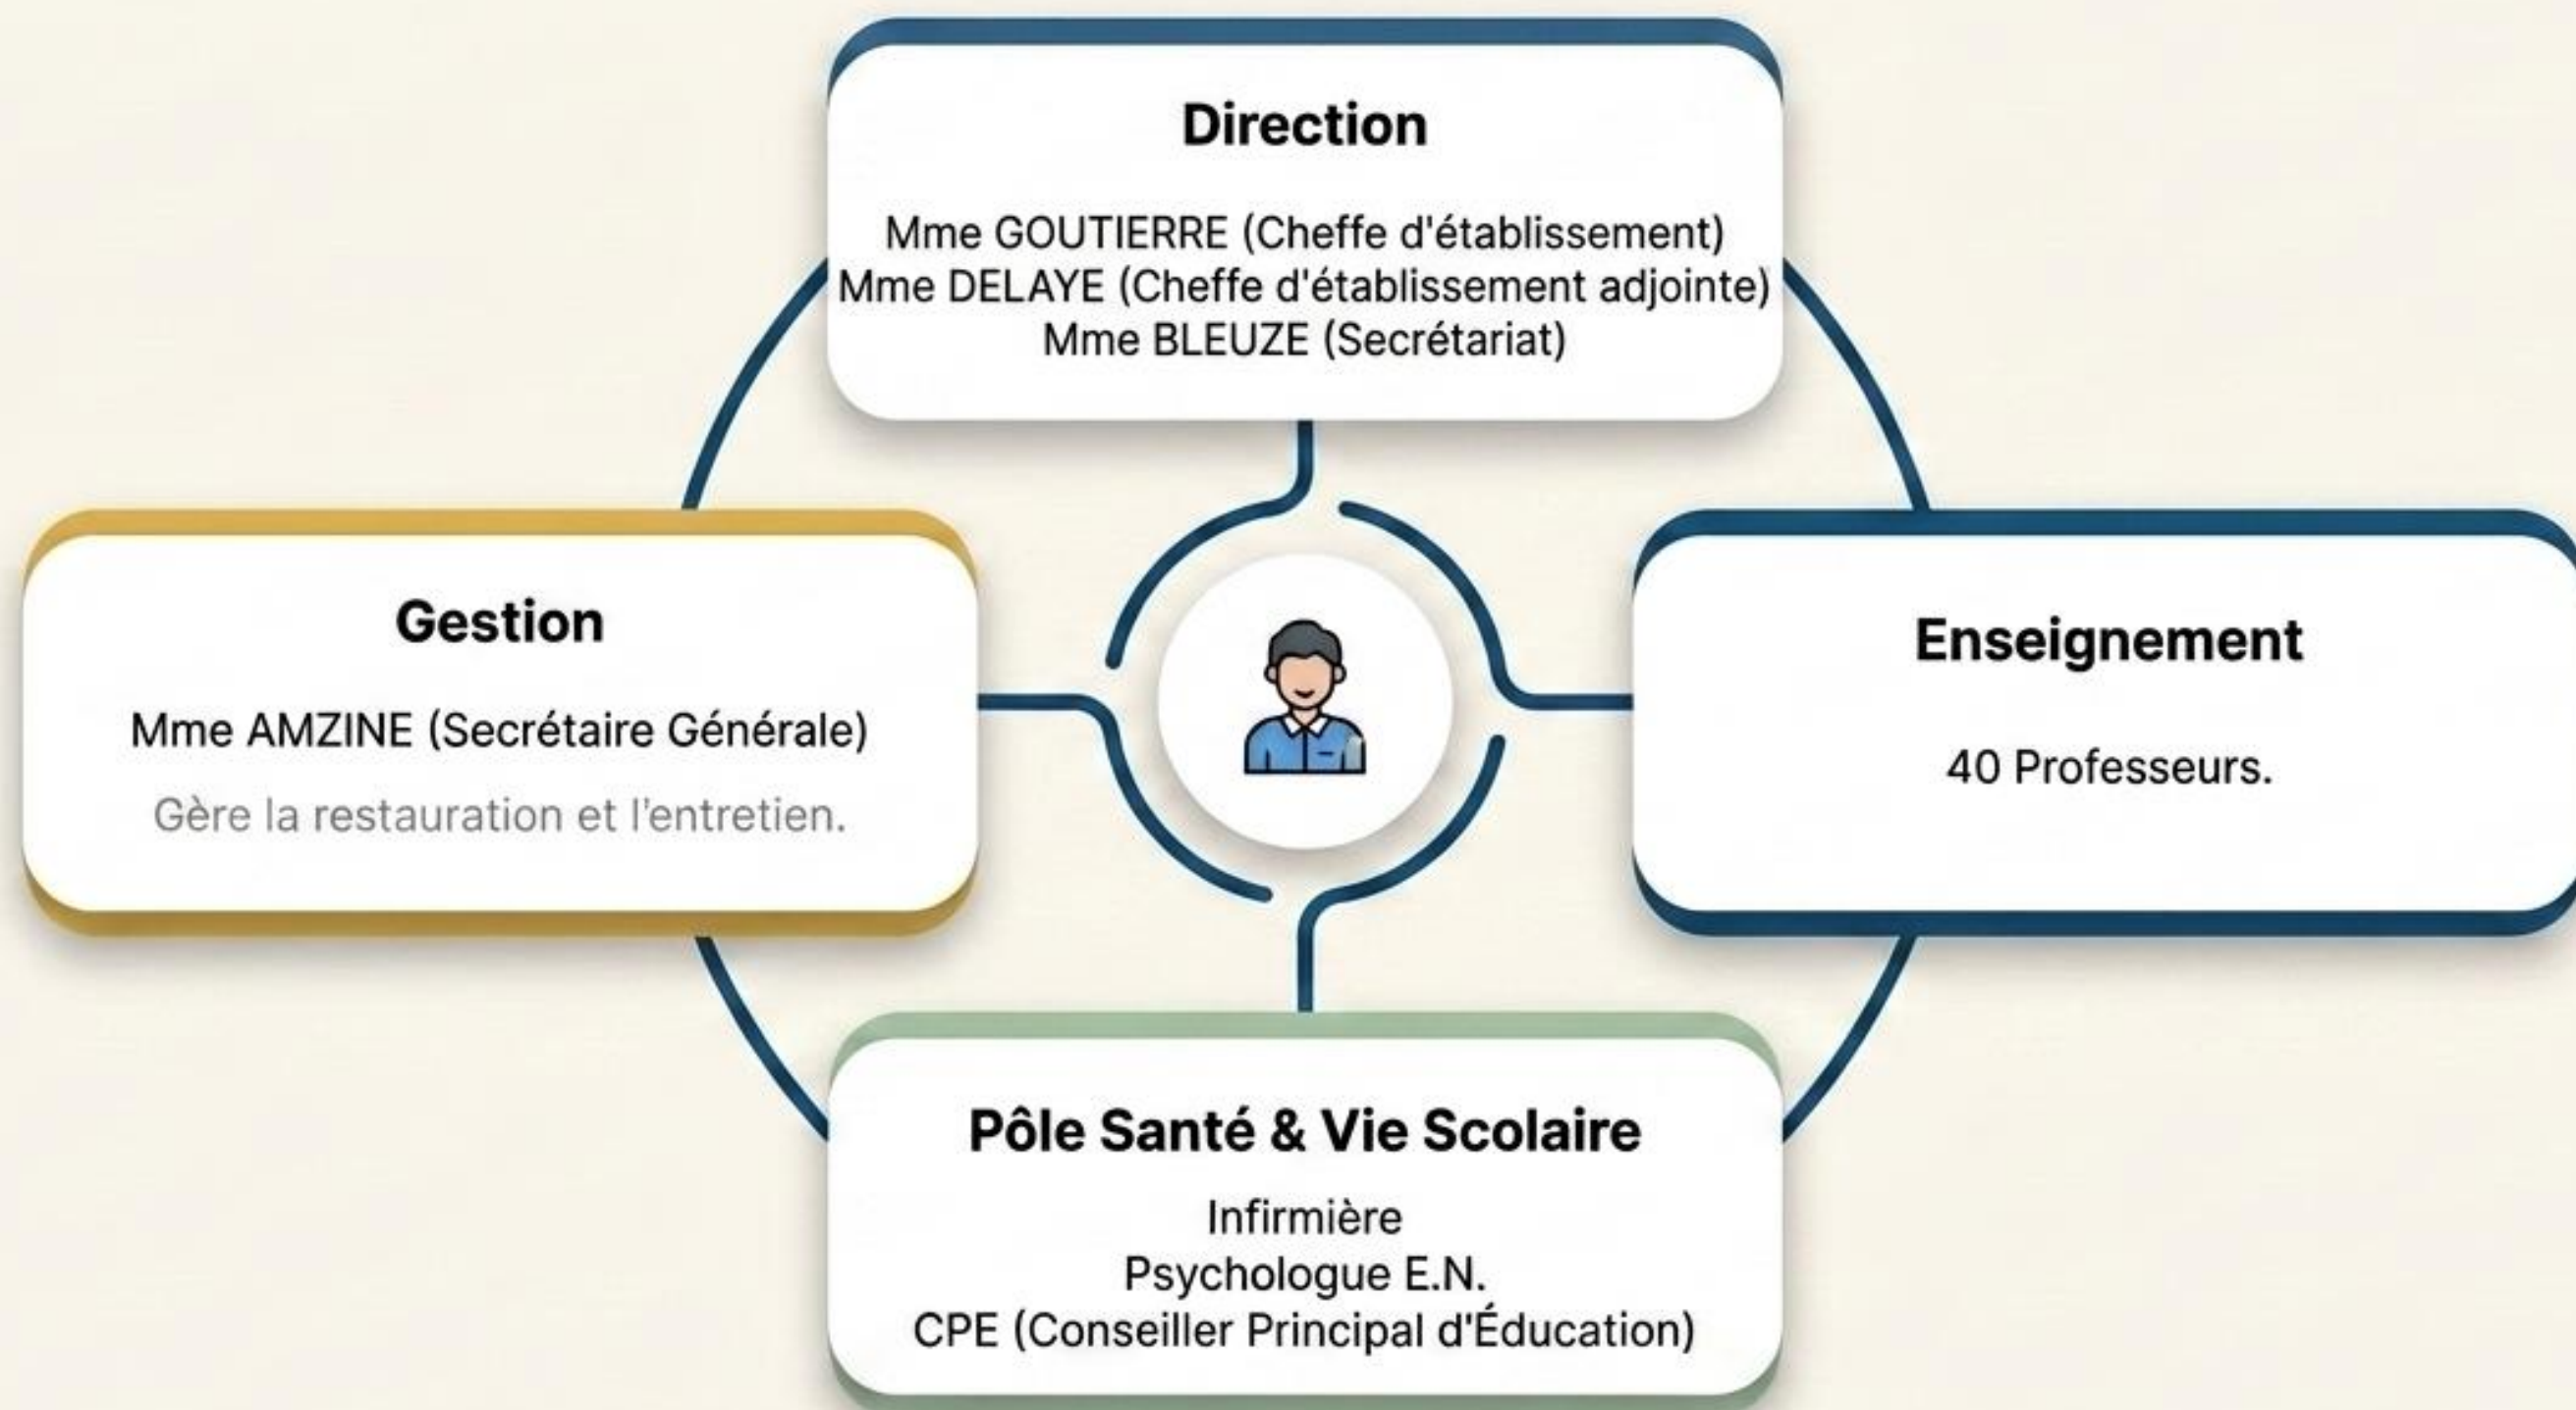 Direction
Mme GOUTIERRE (Cheffe d'établissement)
Mme DELAYE (Cheffe d'établissement adjointe)
Mme BLEUZE (Secrétariat)
Gestion
Mme AMZINE (Secrétaire Générale)
Gère la restauration et l'entretien.
Enseignement
40 Professeurs.
Pôle Santé & Vie Scolaire
Infirmière
Psychologue E.N.
CPE (Conseiller Principal d'Éducation)